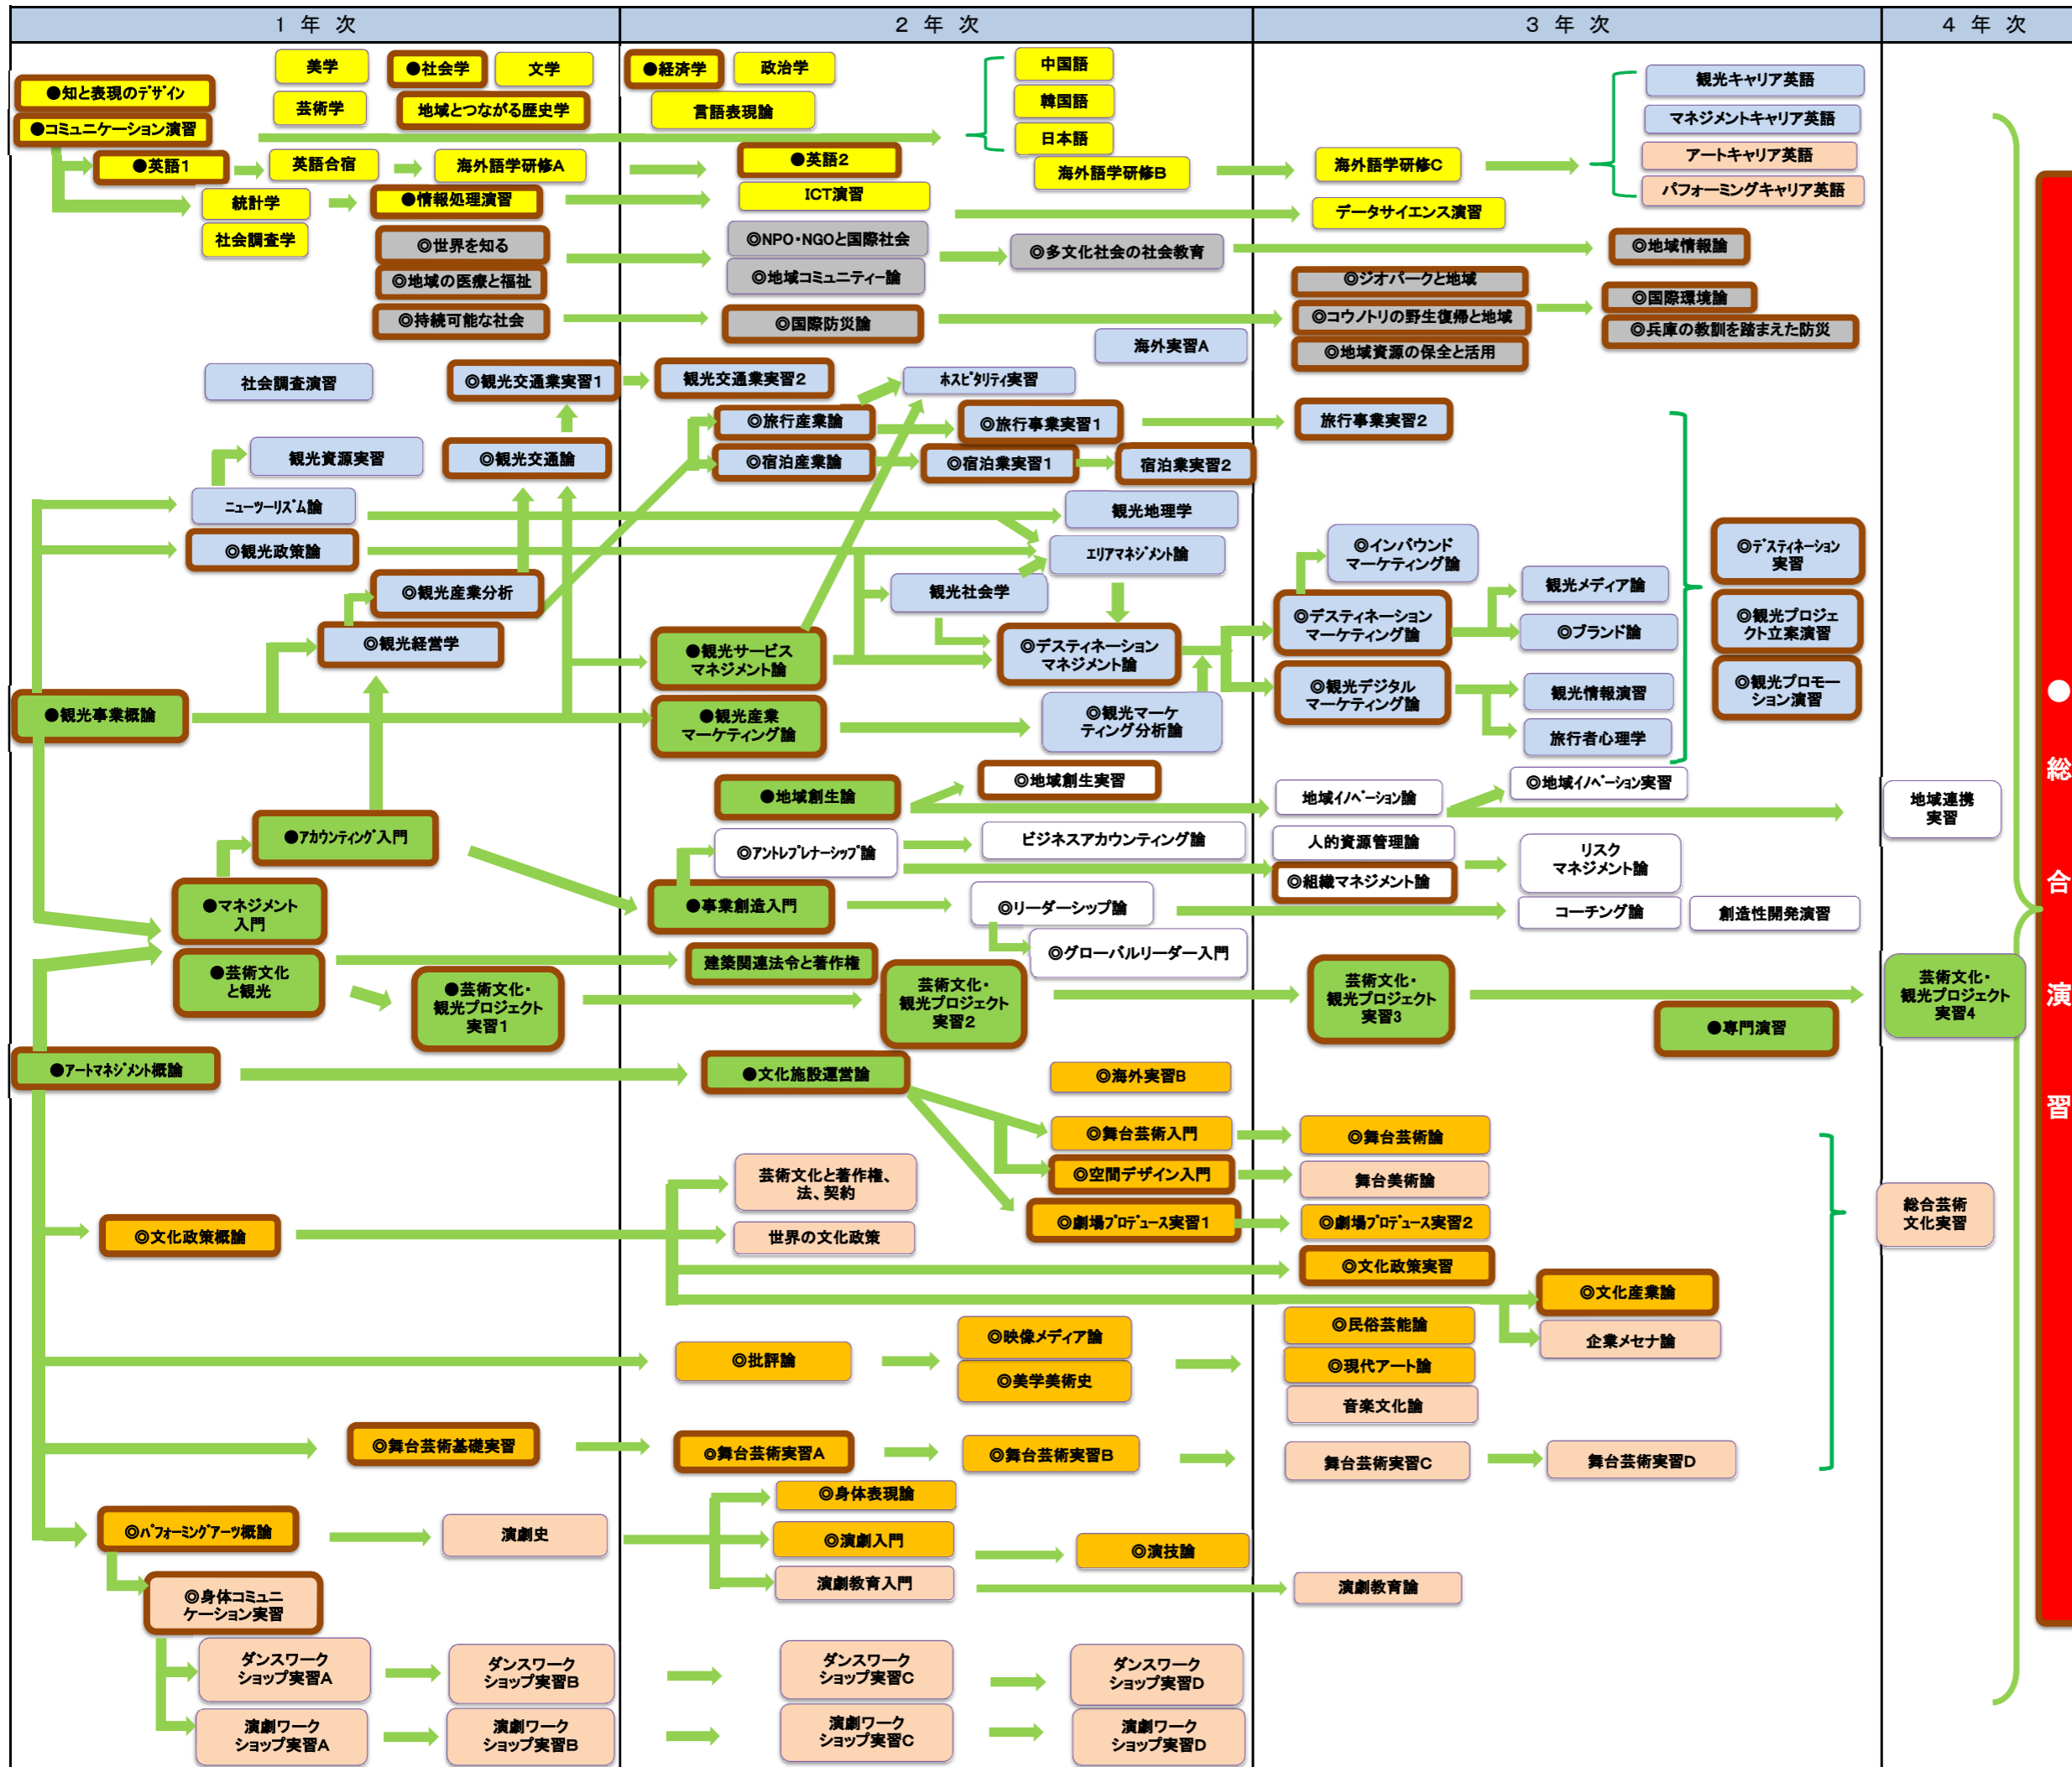 1 年 次
2 年 次
3 年 次
4 年 次
美学
●社会学
文学
●知と表現のデザイン
芸術学
地域とつながる歴史学
●コミュニケーション演習
●英語1
英語合宿
海外語学研修A
統計学
●情報処理演習
社会調査学
◎世界を知る
◎地域の医療と福祉
◎持続可能な社会
●経済学
政治学
言語表現論
中国語
韓国語
日本語
●英語2
海外語学研修B
ICT演習
◎NPO・NGOと国際社会
◎地域コミュニティー論
◎多文化社会の社会教育
◎国際防災論
海外実習A
観光キャリア英語
マネジメントキャリア英語
アートキャリア英語
パフォーミングキャリア英語
海外語学研修C
データサイエンス演習
◎地域情報論
◎ジオパークと地域
◎コウノトリの野生復帰と地域
◎地域資源の保全と活用
◎国際環境論
◎兵庫の教訓を踏まえた防災
社会調査演習
◎観光交通業実習1
観光交通業実習2
ホスピタリティ実習
◎旅行産業論
◎旅行事業実習1
旅行事業実習2
観光資源実習
◎観光交通論
◎宿泊産業論
◎宿泊業実習1
宿泊業実習2
ニューツーリズム論
観光地理学
◎観光政策論
エリアマネジメント論
◎観光産業分析
観光社会学
◎観光経営学
●観光サービス
マネジメント論
◎デスティネーション
マネジメント論
●観光事業概論
●観光産業
マーケティング論
◎観光マーケ
ティング分析論
◎インバウンド
マーケティング論
◎デスティネーション
マーケティング論
観光メディア論
◎ブランド論
◎観光デジタル
マーケティング論
観光情報演習
旅行者心理学
◎デスティネーション
実習
◎観光プロジェ
クト立案演習
◎観光プロモー
ション演習
●地域創生論
◎地域創生実習
地域イノベーション論
◎地域イノベーション実習
地域連携
実習
●アカウンティング入門
◎アントレプレナーシップ論
ビジネスアカウンティング論
人的資源管理論
リスク
マネジメント論
◎組織マネジメント論
●マネジメント
入門
●事業創造入門
◎リーダーシップ論
コーチング論
創造性開発演習
◎グローバルリーダー入門
●芸術文化
と観光
建築関連法令と著作権
●芸術文化・
観光プロジェクト
実習1
芸術文化・
観光プロジェクト
実習2
芸術文化・
観光プロジェクト
実習3
●専門演習
芸術文化・
観光プロジェクト
実習4
●アートマネジメント概論
●文化施設運営論
◎海外実習B
◎舞台芸術入門
◎舞台芸術論
◎空間デザイン入門
舞台美術論
◎劇場プロデュース実習1
◎劇場プロデュース実習2
芸術文化と著作権、
法、契約
◎文化政策概論
世界の文化政策
◎文化政策実習
◎文化産業論
企業メセナ論
総合芸術
文化実習
◎批評論
◎映像メディア論
◎美学美術史
◎民俗芸能論
◎現代アート論
音楽文化論
◎舞台芸術基礎実習
◎舞台芸術実習A
◎舞台芸術実習B
舞台芸術実習C
舞台芸術実習D
◎パフォーミングアーツ概論
演劇史
◎身体表現論
◎演劇入門
◎演技論
演劇教育入門
演劇教育論
◎身体コミュニ
ケーション実習
ダンスワーク
ショップ実習A
ダンスワーク
ショップ実習B
ダンスワーク
ショップ実習C
ダンスワーク
ショップ実習D
演劇ワーク
ショップ実習A
演劇ワーク
ショップ実習B
演劇ワーク
ショップ実習C
演劇ワーク
ショップ実習D
●総合演習